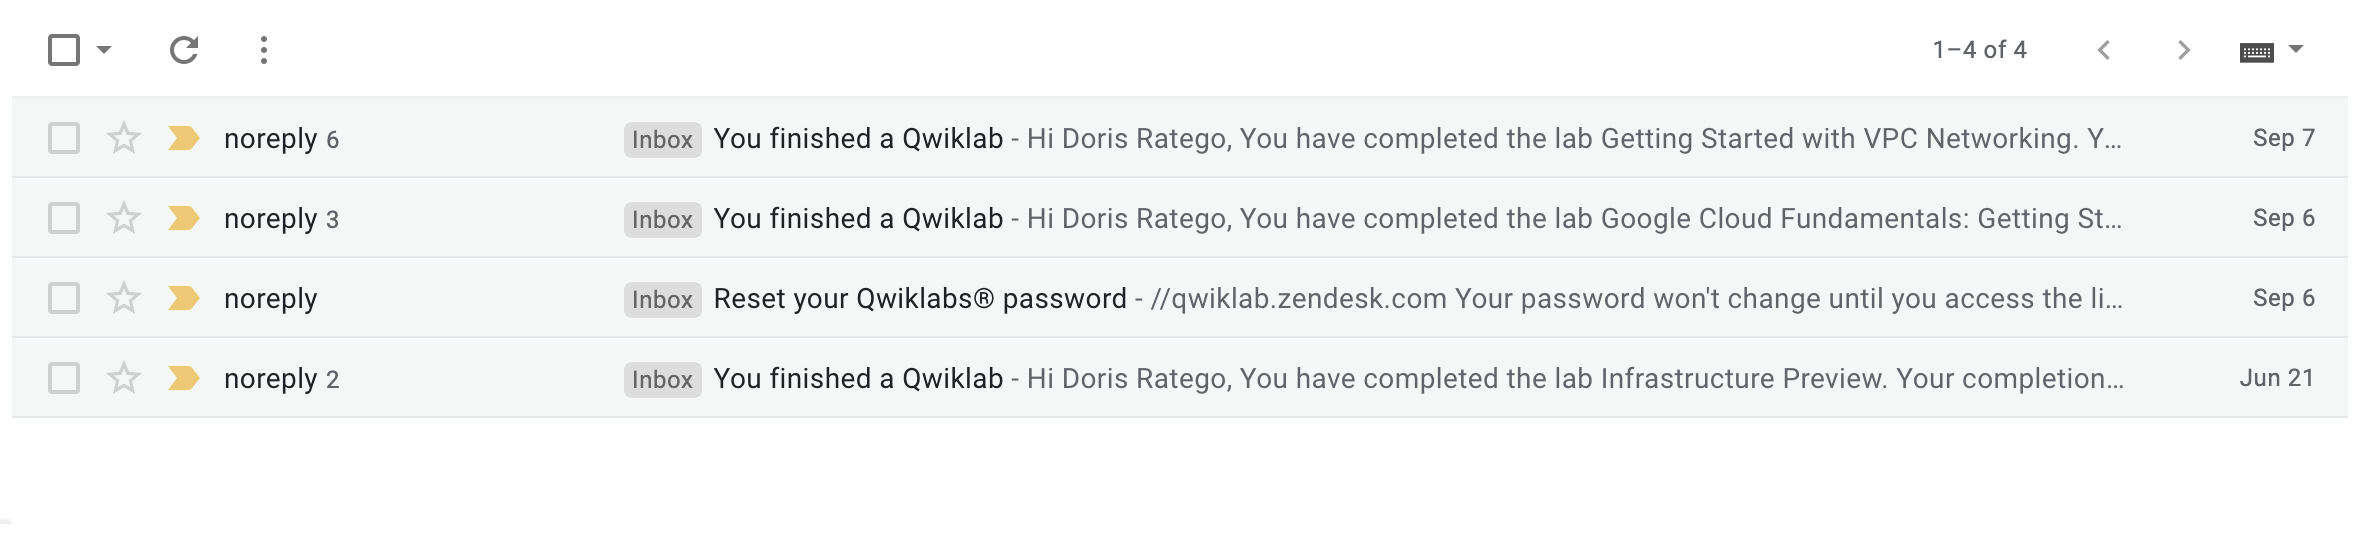 1–4 of 4
noreply 6 Inbox You finished a Qwiklab - Hi Doris Ratego, You have completed the lab Getting Started with VPC Networking. Y... Sep 7
noreply 3 Inbox You finished a Qwiklab - Hi Doris Ratego, You have completed the lab Google Cloud Fundamentals: Getting St... Sep 6
noreply Inbox Reset your Qwiklabs® password - //qwiklab.zendesk.com Your password won't change until you access the li... Sep 6
noreply 2 Inbox You finished a Qwiklab - Hi Doris Ratego, You have completed the lab Infrastructure Preview. Your completion... Jun 21